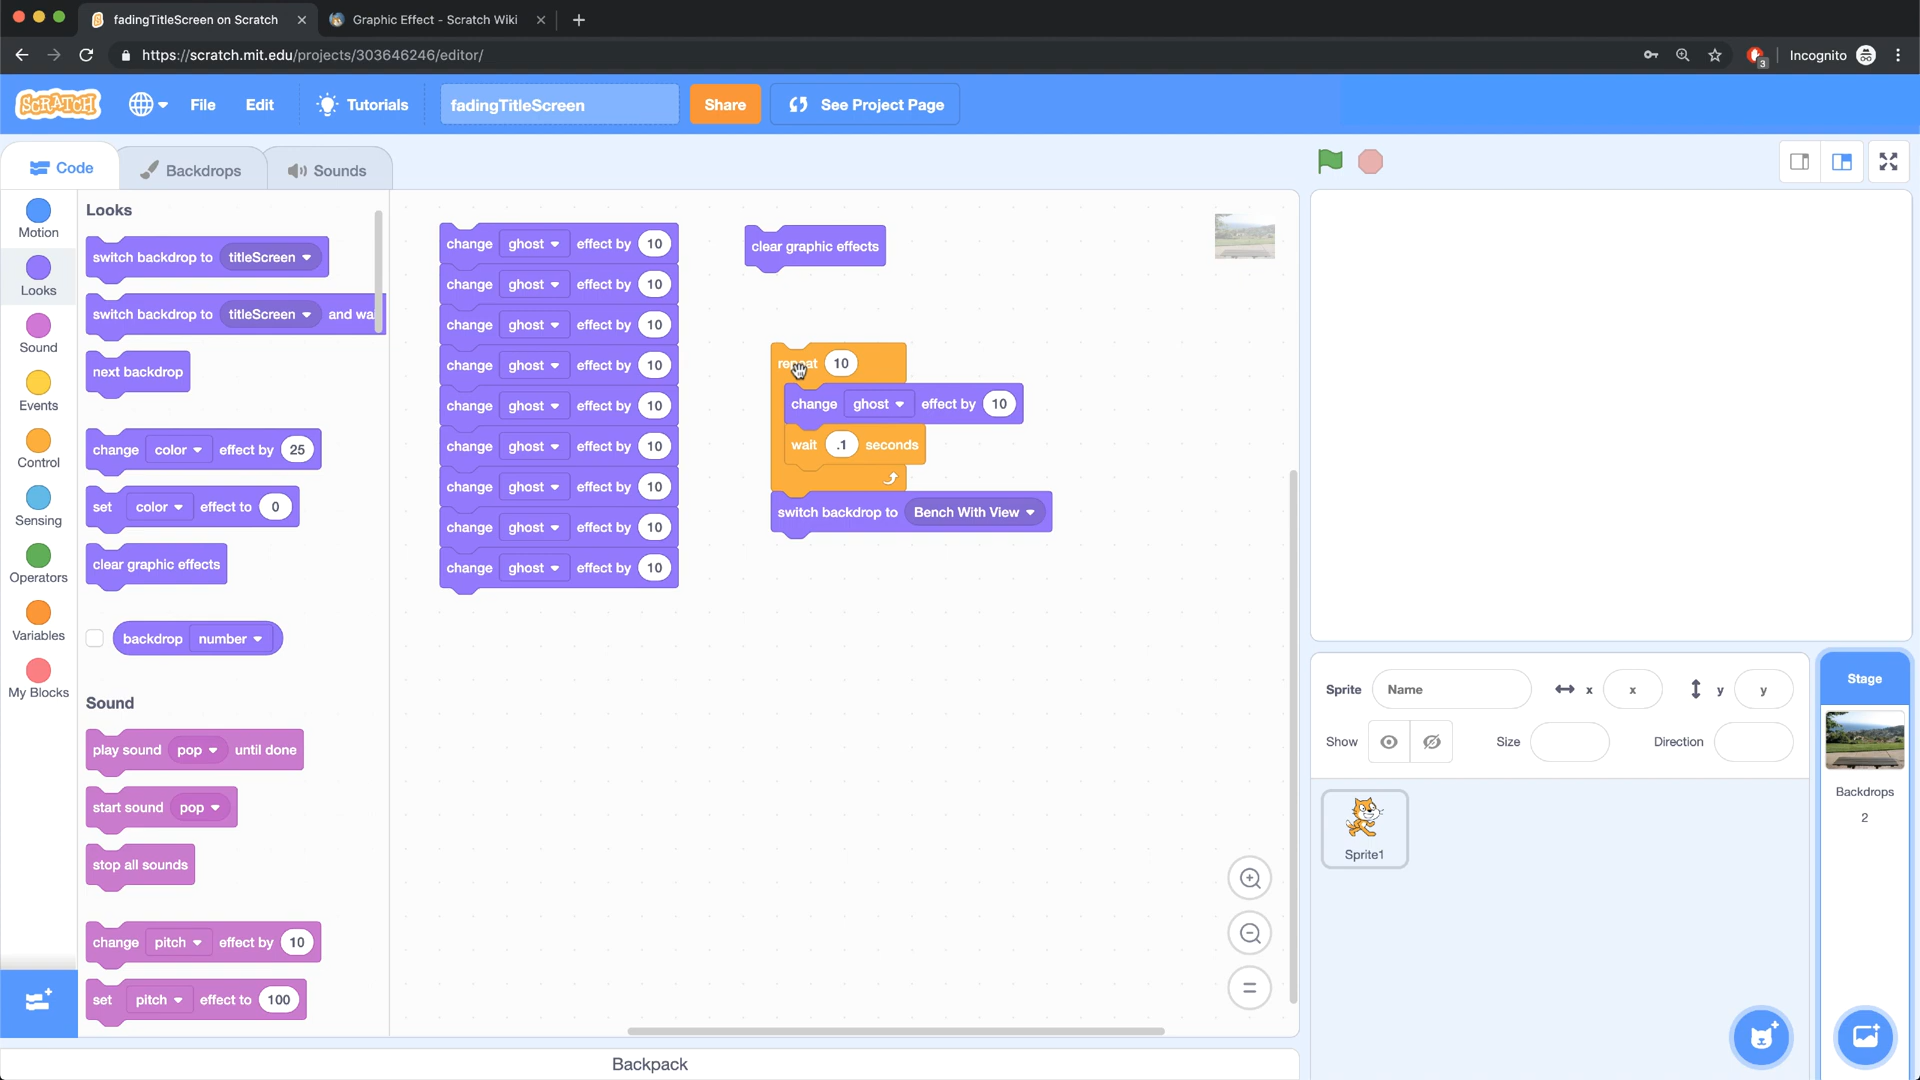 fadingTitleScreen on Scratch
Graphic Effect - Scratch Wiki
https://scratch.mit.edu/projects/303646246/editor/
3
Incognito
SCRATCH
File
Edit
Tutorials
fadingTitleScreen
Share
See Project Page
Code
Backdrops
Sounds
Motion
Looks
Sound
Events
Control
Sensing
Operators
Variables
My Blocks
Looks
switch backdrop to titleScreen
switch backdrop to titleScreen and wa
next backdrop
change color effect by 25
set color effect to 0
clear graphic effects
backdrop number
Sound
play sound pop until done
start sound pop
stop all sounds
change pitch effect by 10
set pitch effect to 100
change ghost effect by 10
change ghost effect by 10
change ghost effect by 10
change ghost effect by 10
change ghost effect by 10
change ghost effect by 10
change ghost effect by 10
change ghost effect by 10
change ghost effect by 10
clear graphic effects
repeat 10
change ghost effect by 10
wait .1 seconds
switch backdrop to Bench With View
Backpack
Sprite
Name
x
x
y
y
Show
Size
Direction
Sprite1
Stage
Backdrops
2